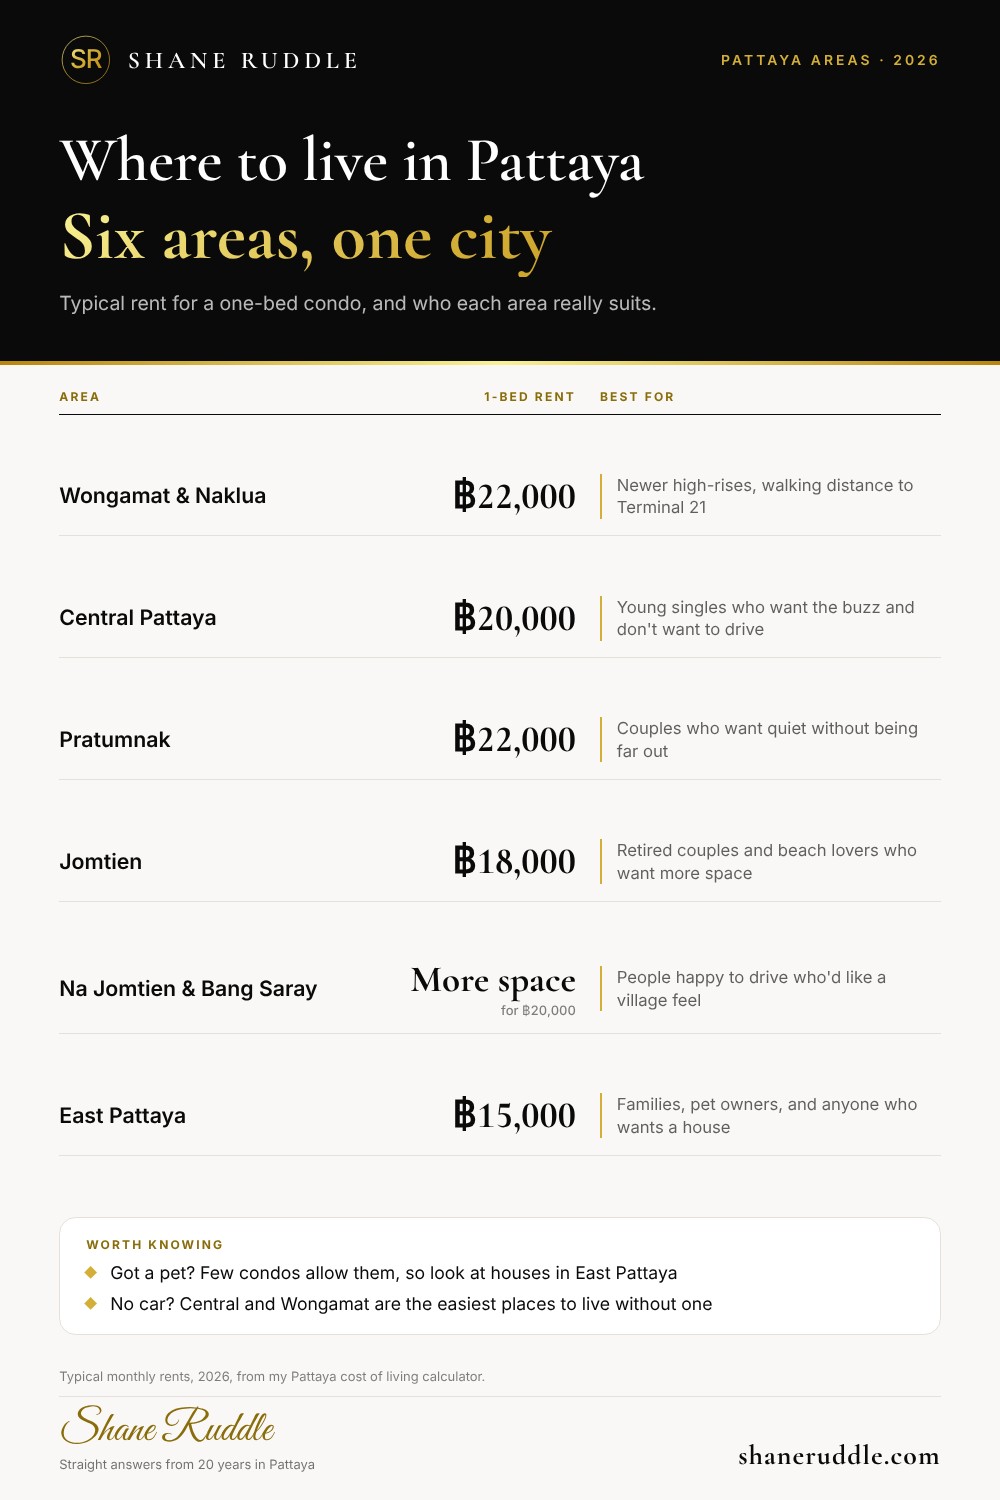 SR SHANE RUDDLE
PATTAYA AREAS · 2026
Where to live in Pattaya
Six areas, one city
Typical rent for a one-bed condo, and who each area really suits.
AREA 1-BED RENT BEST FOR
Wongamat & Naklua ฿22,000 Newer high-rises, walking distance to
Terminal 21
Central Pattaya ฿20,000 Young singles who want the buzz and
don't want to drive
Pratumnak ฿22,000 Couples who want quiet without being
far out
Jomtien ฿18,000 Retired couples and beach lovers who
want more space
Na Jomtien & Bang Saray More space
for ฿20,000
People happy to drive who'd like a
village feel
East Pattaya ฿15,000 Families, pet owners, and anyone who
wants a house
WORTH KNOWING
Got a pet? Few condos allow them, so look at houses in East Pattaya
No car? Central and Wongamat are the easiest places to live without one
Typical monthly rents, 2026, from my Pattaya cost of living calculator.
Shane Ruddle
Straight answers from 20 years in Pattaya
shaneruddle.com